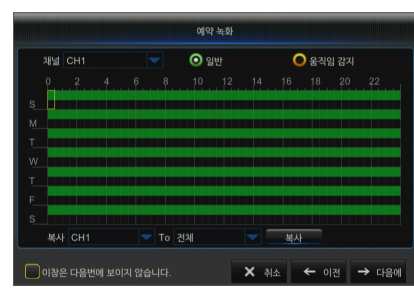 예약 녹화
채널 CH1 일반 움직임 감지
0 2 4 6 8 10 12 14 16 18 20 22
S
M
T
W
T
F
S
복사 CH1 To 전체 복사
이창은 다음번에 보이지 않습니다. 취소 이전 다음에